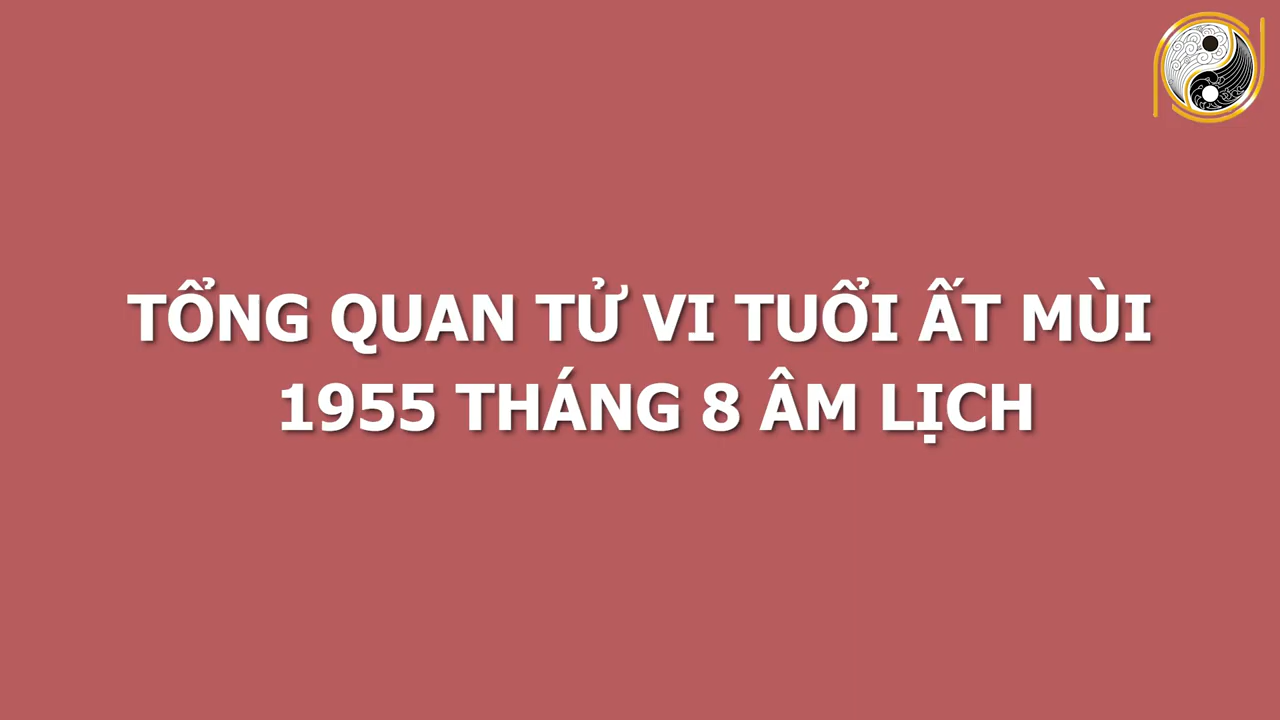 TỔNG QUAN TỬ VI TUỔI ẤT MÙI
1955 THÁNG 8 ÂM LỊCH